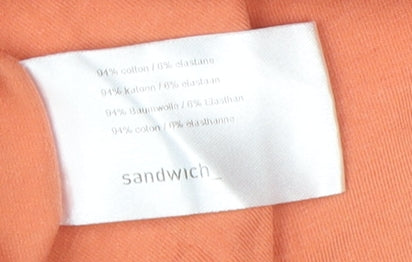 94% cotton / 6% elastane
94% katoen / 6% elastaan
94% Baumwolle / 6% Elasthan
94% coton / 6% élasthanne
sandwich_